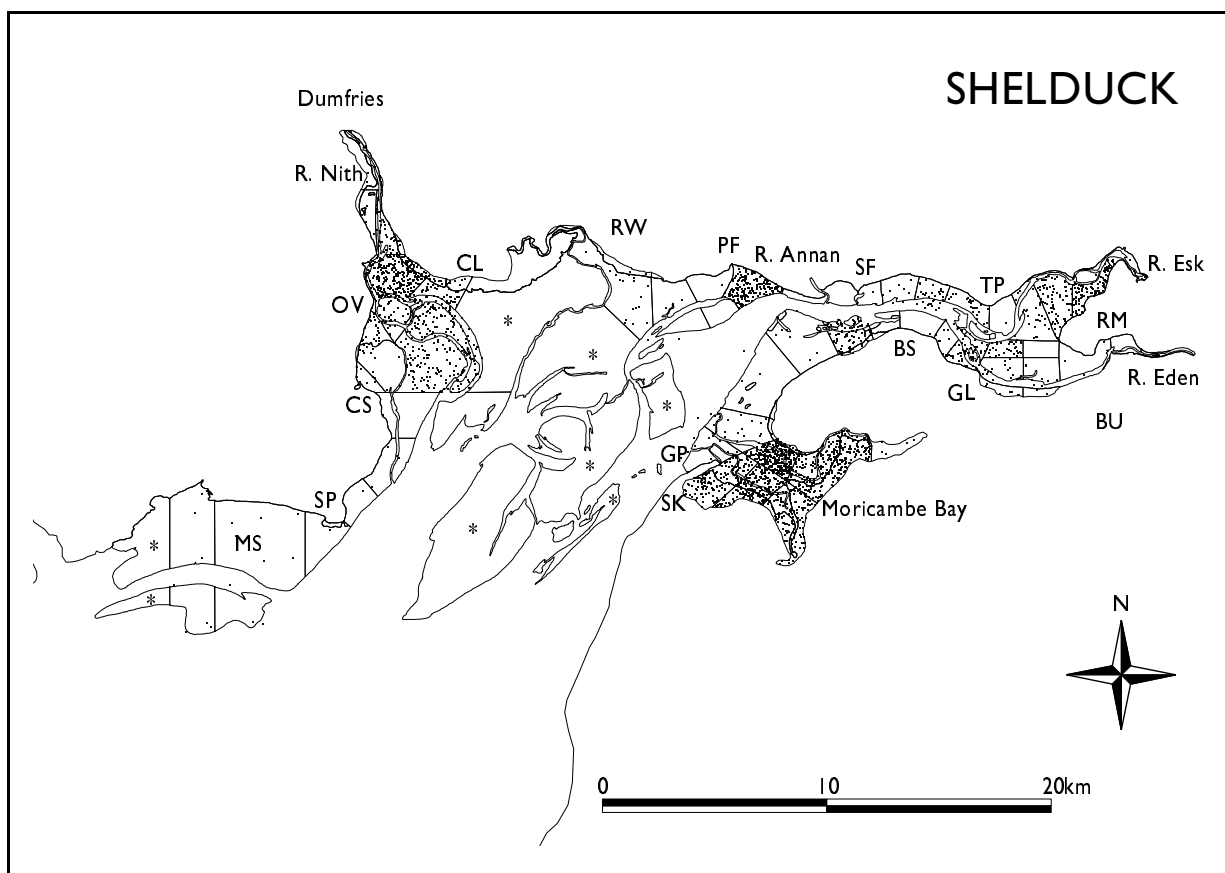 SHELDUCK
Dumfries
R. Nith
RW
PF
R. Annan
CL
SF
TP
R. Esk
OV
*
RM
BS
*
R. Eden
GL
CS
*
BU
GP
*
SK
*
Moricambe Bay
SP
*
MS
*
*
N
0 10 20km